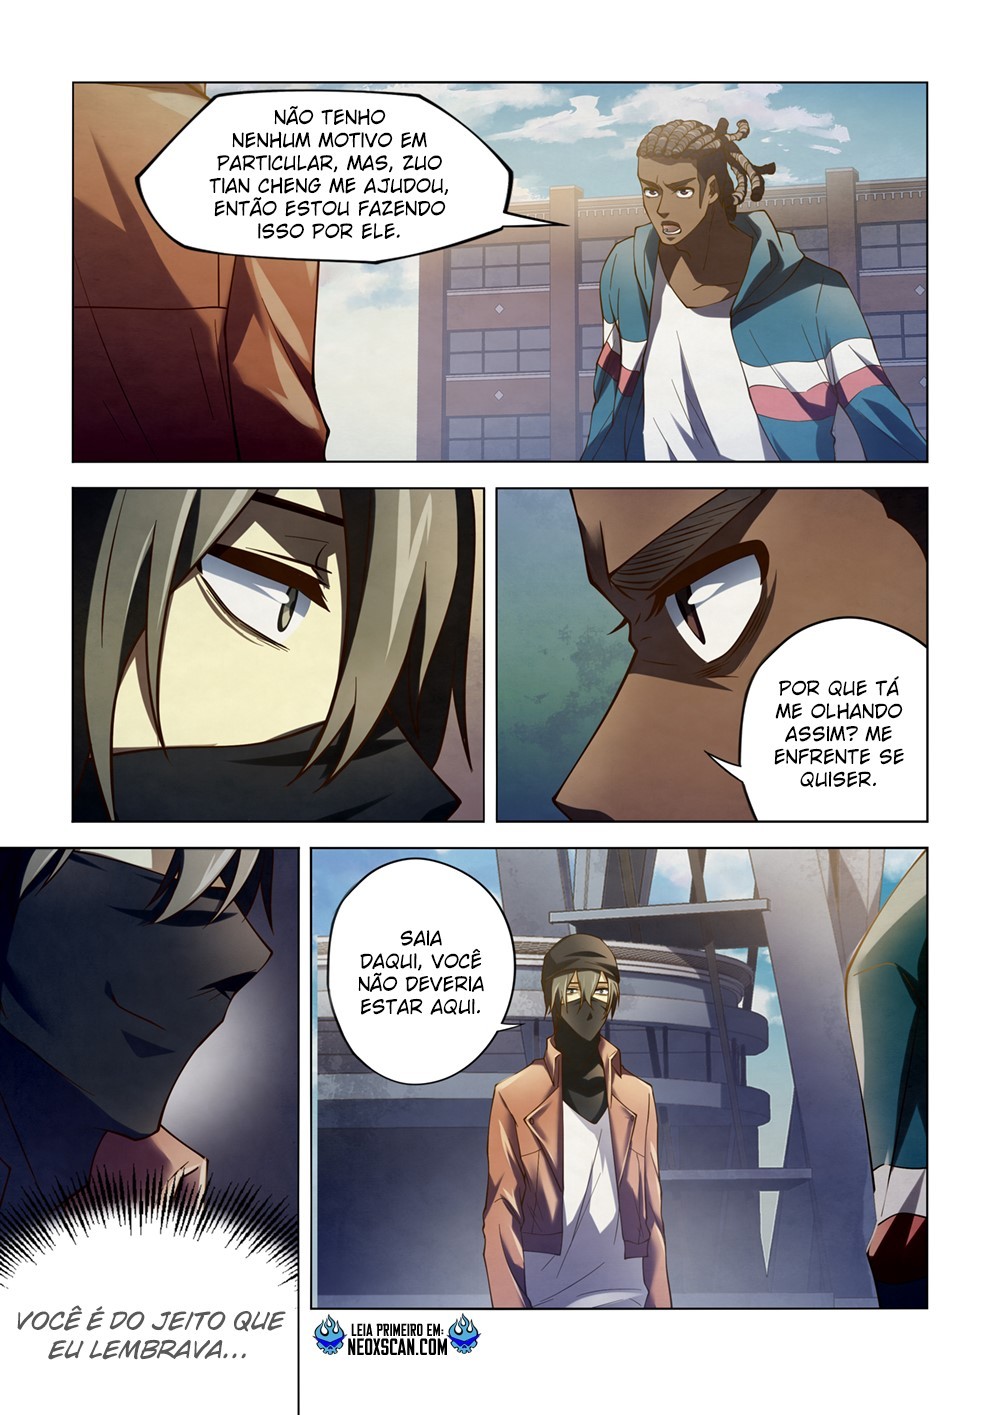 NÃO TENHO
NENHUM MOTIVO EM
PARTICULAR, MAS, ZUO
TIAN CHENG ME AJUDOU,
ENTÃO ESTOU FAZENDO
ISSO POR ELE.
POR QUE TÁ
ME OLHANDO
ASSIM? ME
ENFRENTE SE
QUISER.
VOCÊ É DO JEITO QUE
EU LEMBRAVA...
SAIA
DAQUI, VOCÊ
NÃO DEVERIA
ESTAR AQUI.
LEIA PRIMEIRO EM:
NEOXSCAN.COM